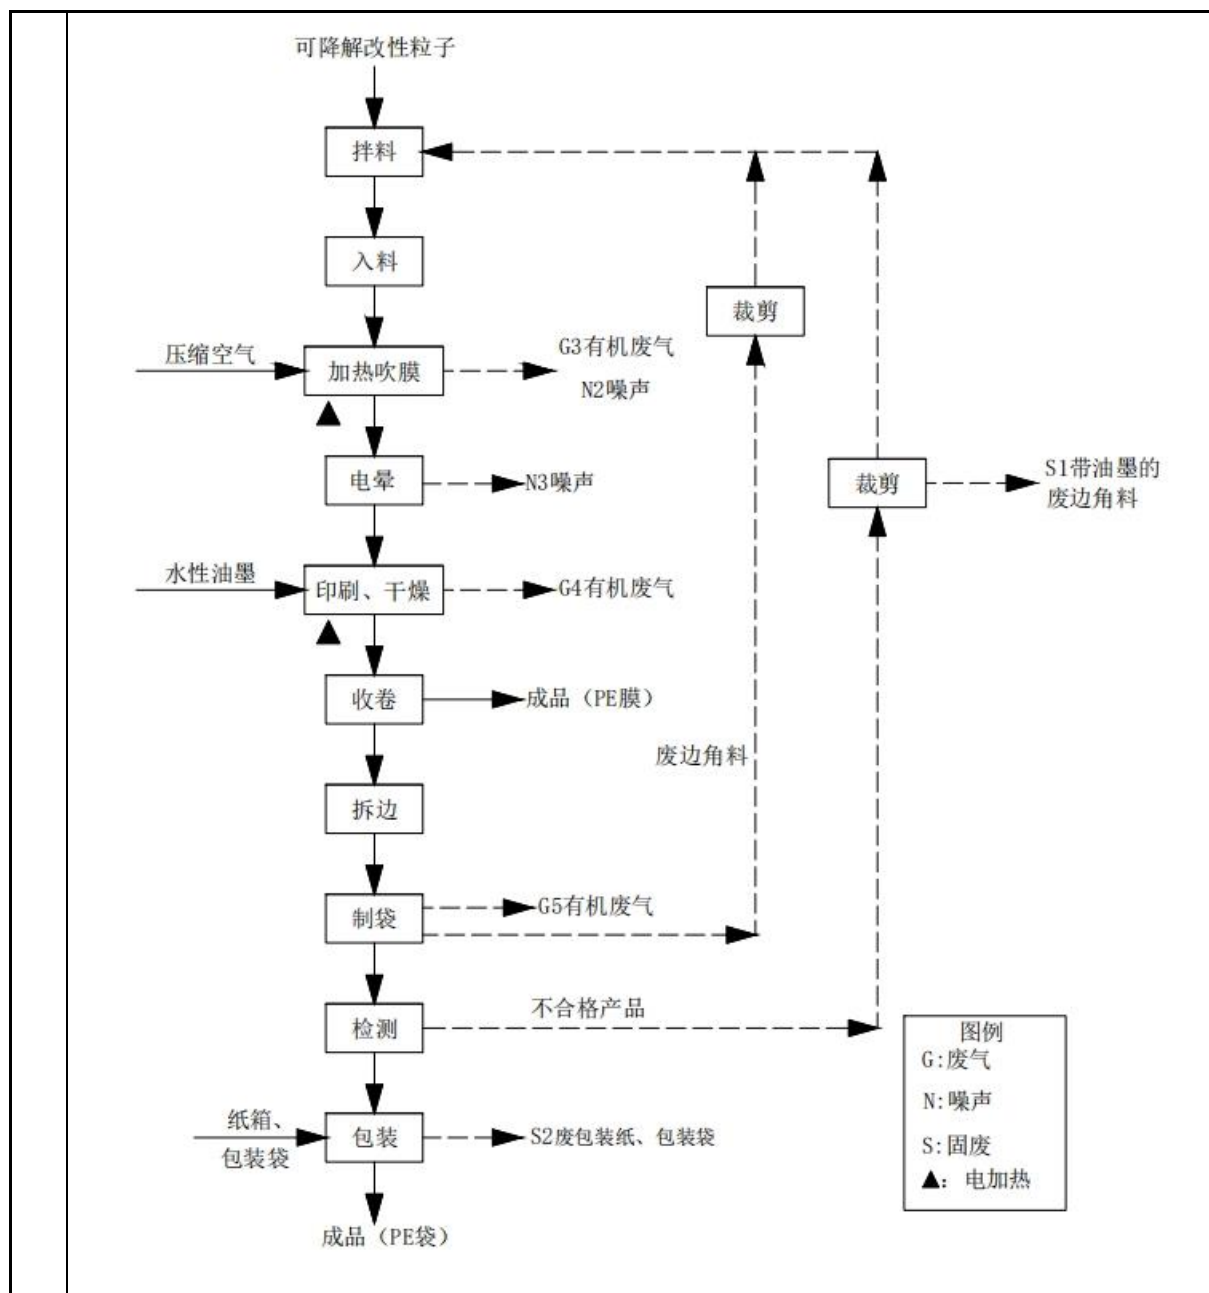 可降解改性粒子
拌料
入料
裁剪
压缩空气
加热吹膜
G3有机废气
N2噪声
电晕
N3噪声
裁剪
S1带油墨的
废边角料
水性油墨
印刷、干燥
G4有机废气
收卷
成品（PE膜）
废边角料
拆边
制袋
G5有机废气
检测
不合格产品
纸箱、
包装袋
包装
S2废包装纸、包装袋
成品（PE袋）
图例
G:废气
N:噪声
S:固废
▲：电加热